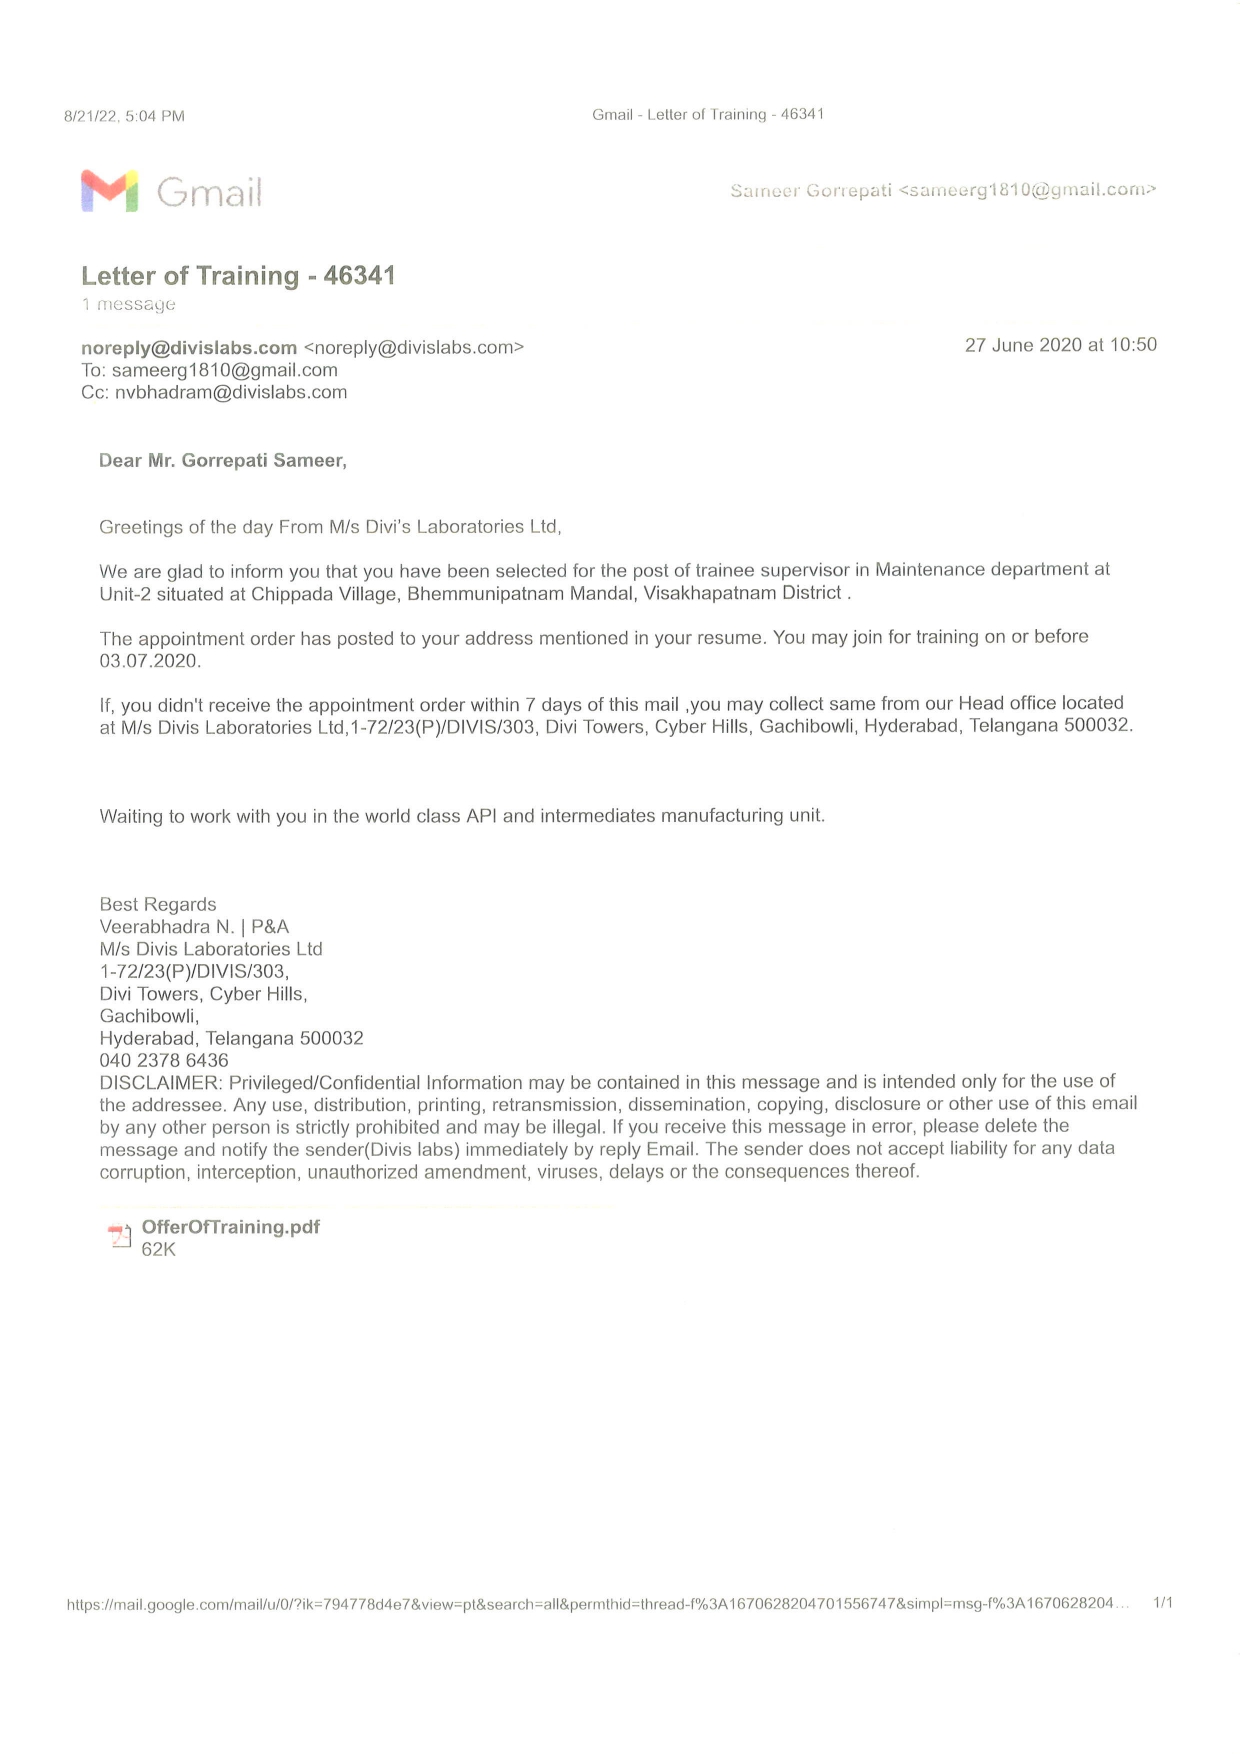 8/21/22, 5:04 PM
Gmail - Letter of Training - 46341
Gmail
Sameer Gorrepati <sameerg1810@gmail.com>
Letter of Training - 46341
1 message
noreply@divislabs.com <noreply@divislabs.com>
27 June 2020 at 10:50
To: sameerg1810@gmail.com
Cc: nvbhadram@divislabs.com
Dear Mr. Gorrepati Sameer,
Greetings of the day From M/s Divi's Laboratories Ltd,
We are glad to inform you that you have been selected for the post of trainee supervisor in Maintenance department at
Unit-2 situated at Chippada Village, Bhemmunipatnam Mandal, Visakhapatnam District .
The appointment order has posted to your address mentioned in your resume. You may join for training on or before
03.07.2020.
If, you didn't receive the appointment order within 7 days of this mail ,you may collect same from our Head office located
at M/s Divis Laboratories Ltd,1-72/23(P)/DIVIS/303, Divi Towers, Cyber Hills, Gachibowli, Hyderabad, Telangana 500032.
Waiting to work with you in the world class API and intermediates manufacturing unit.
Best Regards
Veerabhadra N. | P&A
M/s Divis Laboratories Ltd
1-72/23(P)/DIVIS/303,
Divi Towers, Cyber Hills,
Gachibowli,
Hyderabad, Telangana 500032
040 2378 6436
DISCLAIMER: Privileged/Confidential Information may be contained in this message and is intended only for the use of
the addressee. Any use, distribution, printing, retransmission, dissemination, copying, disclosure or other use of this email
by any other person is strictly prohibited and may be illegal. If you receive this message in error, please delete the
message and notify the sender(Divis labs) immediately by reply Email. The sender does not accept liability for any data
corruption, interception, unauthorized amendment, viruses, delays or the consequences thereof.
OfferOfTraining.pdf
62K
https://mail.google.com/mail/u/0/?ik=794778d4e7&view=pt&search=all&permthid=thread-f%3A1670628204701556747&simpl=msg-f%3A1670628204...
1/1